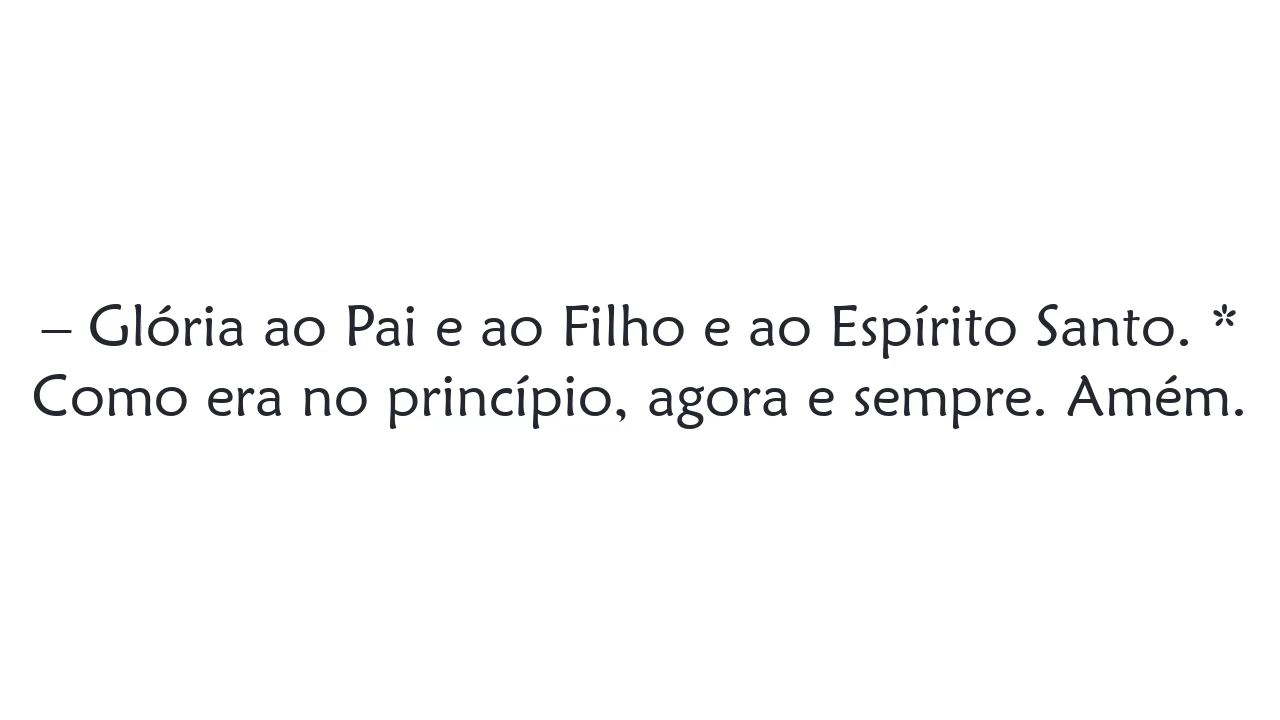 – Glória ao Pai e ao Filho e ao Espírito Santo. *
Como era no princípio, agora e sempre. Amém.